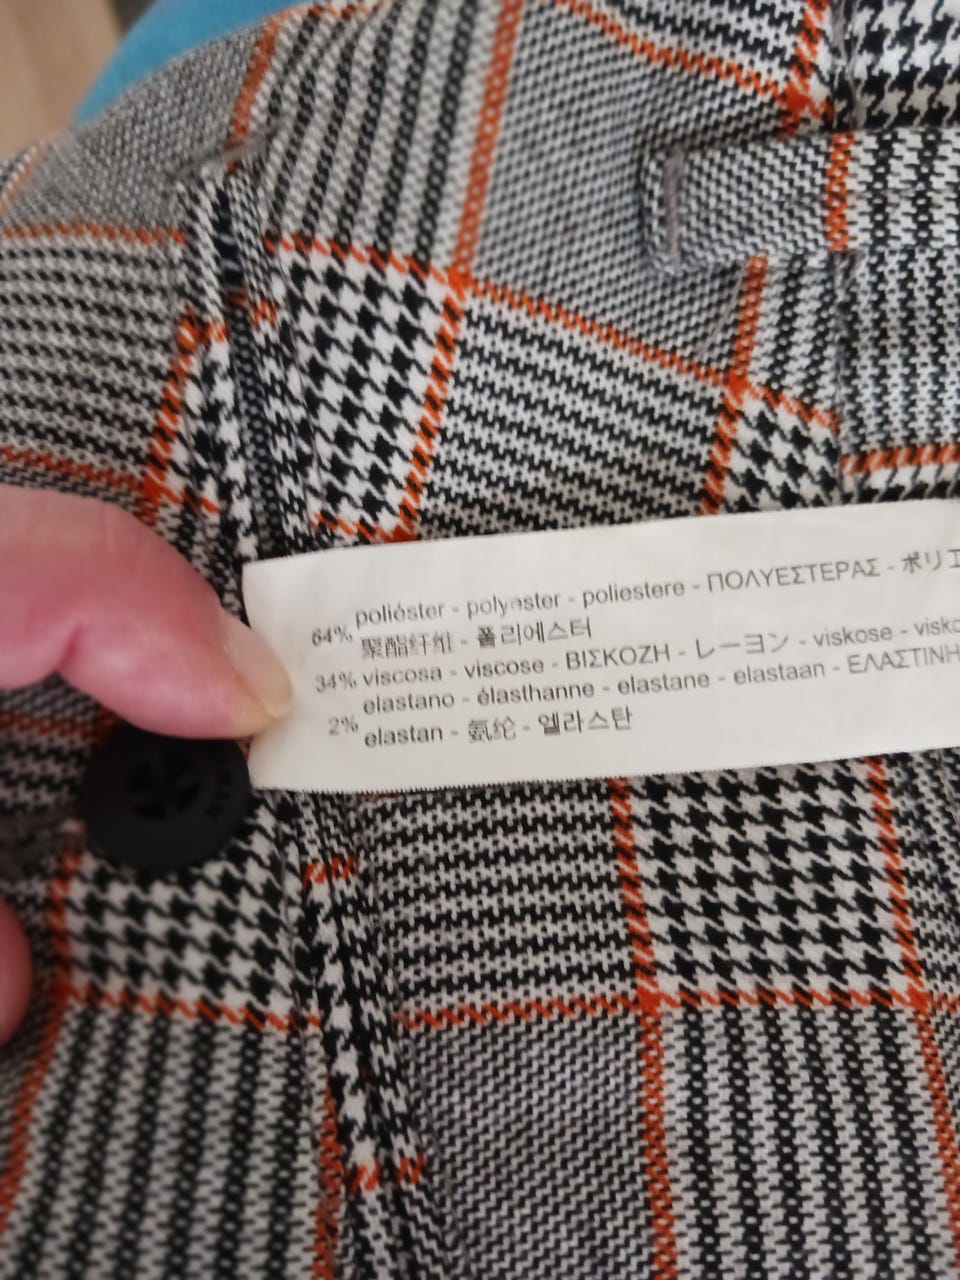 64% poliéster - polyester - poliestere - ΠΟΛΥΕΣΤΕΡΑΣ - ポリエ
聚酯纤维 - 폴리에스터
34% viscosa - viscose - ΒΙΣΚΟΖΗ - レーヨン - viskose - visko
2% elastano - élasthanne - elastane - elastaan - ΕΛΑΣΤΙΝΗ
elastan - 氨纶 - 엘라스탄